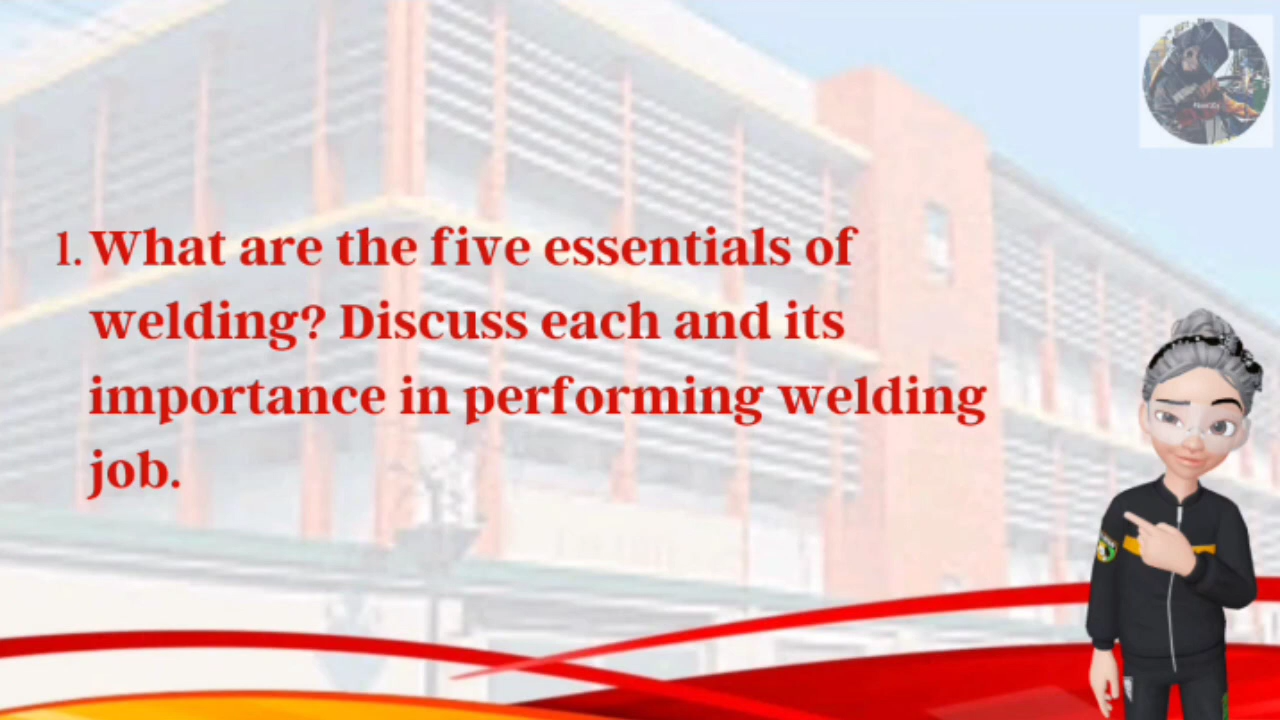 1. What are the five essentials of
welding? Discuss each and its
importance in performing welding
job.